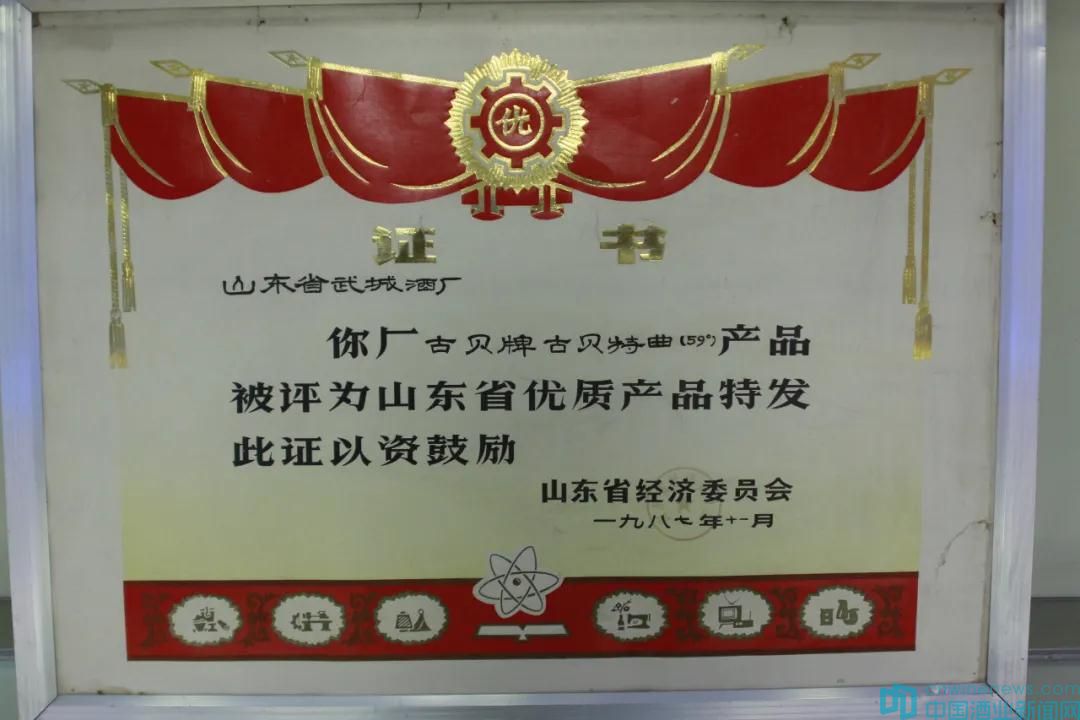 优
证书
山东省武城酒厂
你厂古贝牌古贝特曲(59°)产品
被评为山东省优质产品特发
此证以资鼓励
山东省经济委员会
一九八七年十一月
cnwinenews.com
中国酒业新闻网